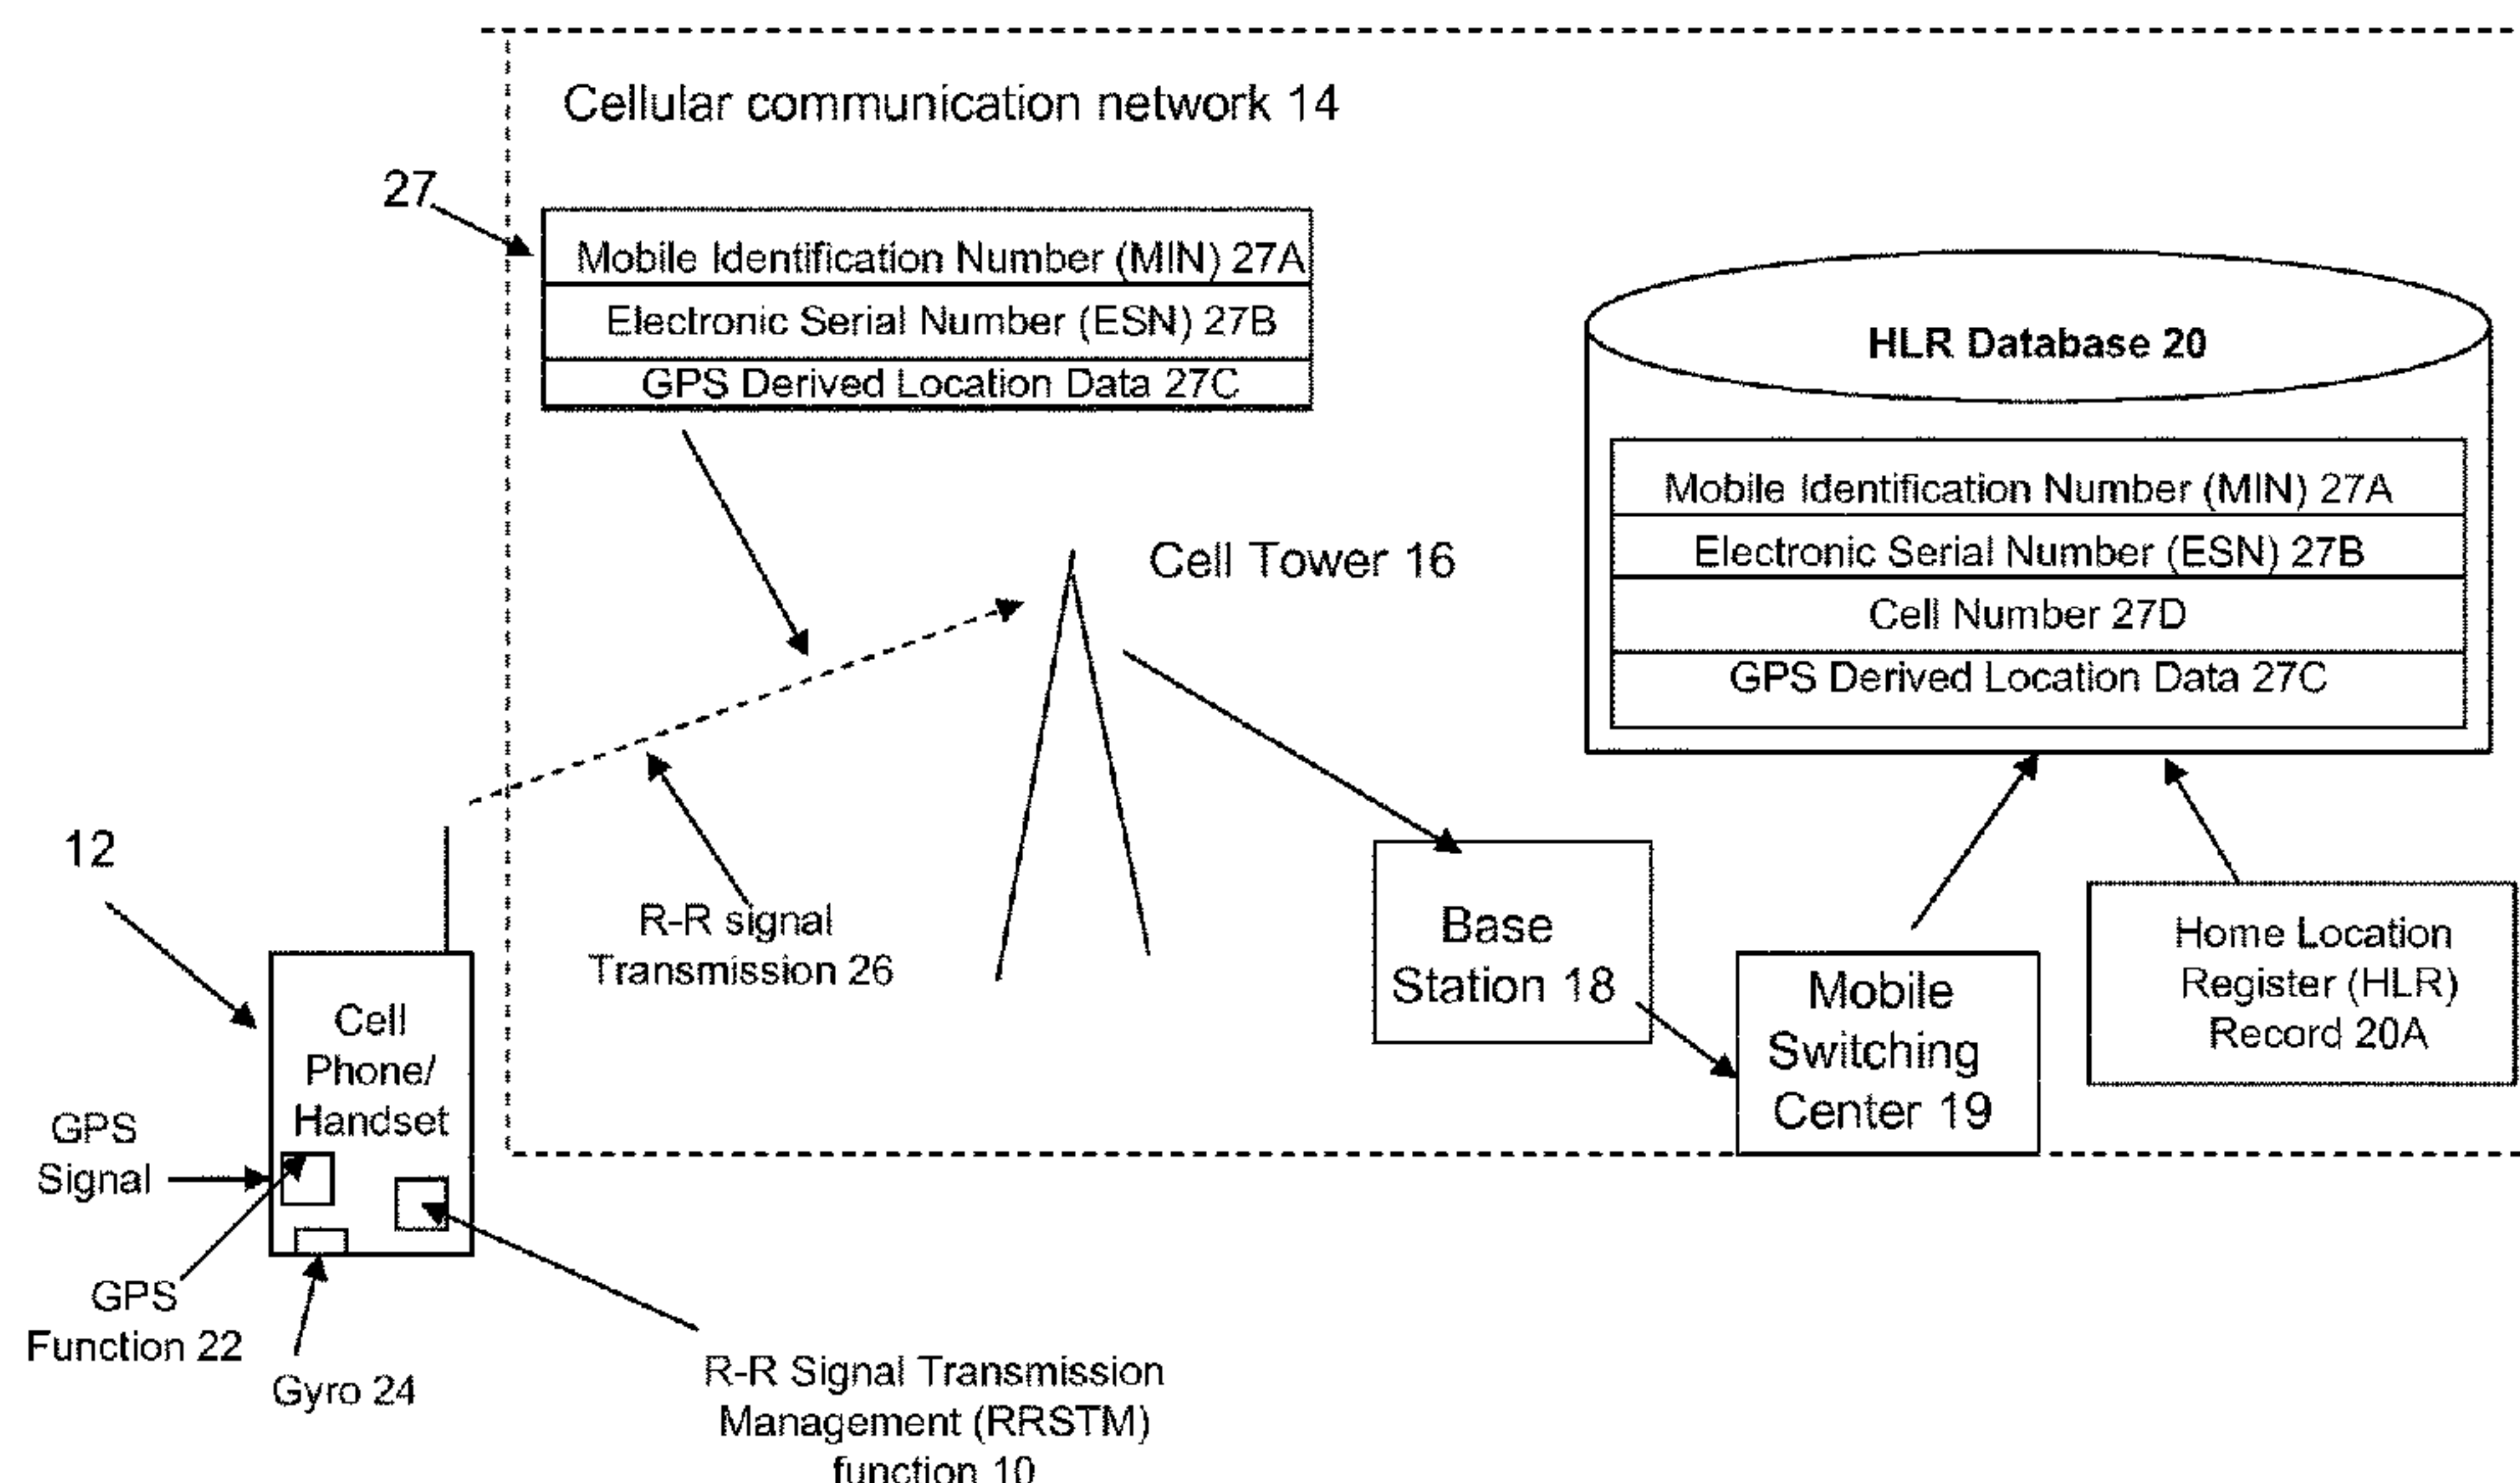 Cellular communication network 14
27
Mobile Identification Number (MIN) 27A
Electronic Serial Number (ESN) 27B
GPS Derived Location Data 27C
HLR Database 20
Mobile Identification Number (MIN) 27A
Electronic Serial Number (ESN) 27B
Cell Number 27D
GPS Derived Location Data 27C
Cell Tower 16
12
R-R signal
Transmission 26
Base
Station 18
Mobile
Switching
Center 19
Home Location
Register (HLR)
Record 20A
Cell
Phone/
Handset
GPS
Signal
GPS
Function 22
Gyro 24
R-R Signal Transmission
Management (RRSTM)
function 10